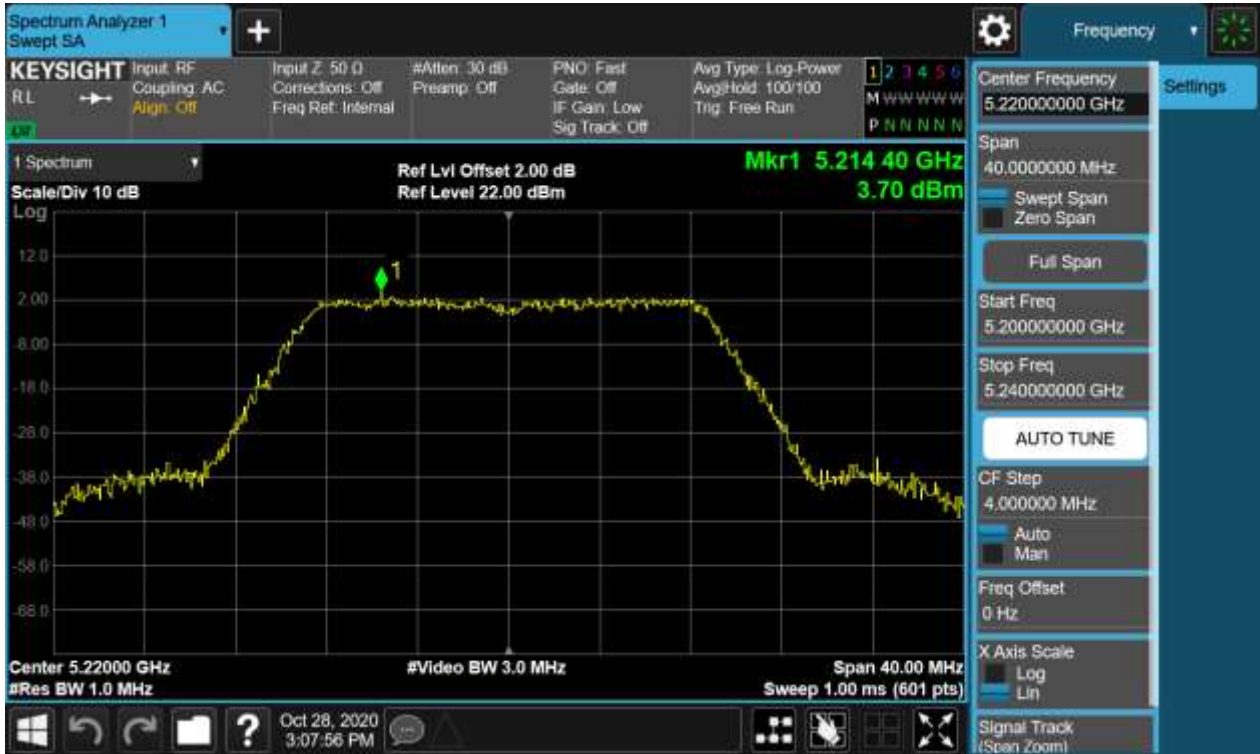 Spectrum Analyzer 1
Swept SA
Frequency
KEYSIGHT
RL
Input: RF
Coupling: AC
Align: Off
Input Z: 50 Ω
Corrections: Off
Freq Ref: Internal
#Atten: 30 dB
Preamp: Off
PNO: Fast
Gate: Off
IF Gain: Low
Sig Track: Off
Avg Type: Log-Power
Avg|Hold: 100/100
Trig: Free Run
1 2 3 4 5 6
M W W W W W
P N N N N N
1 Spectrum
Scale/Div 10 dB
Ref Lvl Offset 2.00 dB
Ref Level 22.00 dBm
Mkr1 5.214 40 GHz
3.70 dBm
Log
12.0
2.00
-8.00
-18.0
-28.0
-38.0
-48.0
-58.0
-68.0
1
Center 5.22000 GHz
#Res BW 1.0 MHz
#Video BW 3.0 MHz
Span 40.00 MHz
Sweep 1.00 ms (601 pts)
Oct 28, 2020
3:07:56 PM
Center Frequency
5.220000000 GHz
Settings
Span
40.0000000 MHz
Swept Span
Zero Span
Full Span
Start Freq
5.200000000 GHz
Stop Freq
5.240000000 GHz
AUTO TUNE
CF Step
4.000000 MHz
Auto
Man
Freq Offset
0 Hz
X Axis Scale
Log
Lin
Signal Track
(Span Zoom)